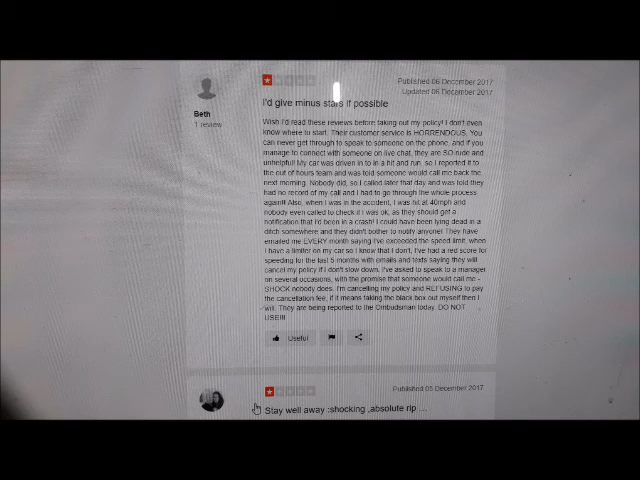 Published 06 December 2017
Updated 06 December 2017
Beth
1 review
I'd give minus stars if possible
Wish I'd read these reviews before taking out my policy! I don't even
know where to start. Their customer service is HORRENDOUS. You
can never get through to speak to someone on the phone, and if you
manage to connect with someone on live chat, they are SO rude and
unhelpful! My car was driven in to in a hit and run, so I reported it to
the out of hours team and was told someone would call me back the
next morning. Nobody did, so I called later that day and was told they
had no record of my call and I had to go through the whole process
again!! Also, when I was in the accident, I was hit at 40mph and
nobody even called to check if I was ok, as they should get a
notification that I'd been in a crash! I could have been lying dead in a
ditch somewhere and they didn't bother to notify anyone! They have
emailed me EVERY month saying I've exceeded the speed limit, when
I have a limiter on my car so I know that I don't. I've had a red score for
speeding for the last 5 months with emails and texts saying they will
cancel my policy if I don't slow down. I've asked to speak to a manager
on several occasions, with the promise that someone would call me -
SHOCK nobody does. I'm cancelling my policy and REFUSING to pay
the cancellation fee, if it means taking the black box out myself then I
will. They are being reported to the Ombudsman today. DO NOT
USE!!!
Useful
Published 05 December 2017
Stay well away :shocking ,absolute rip ...